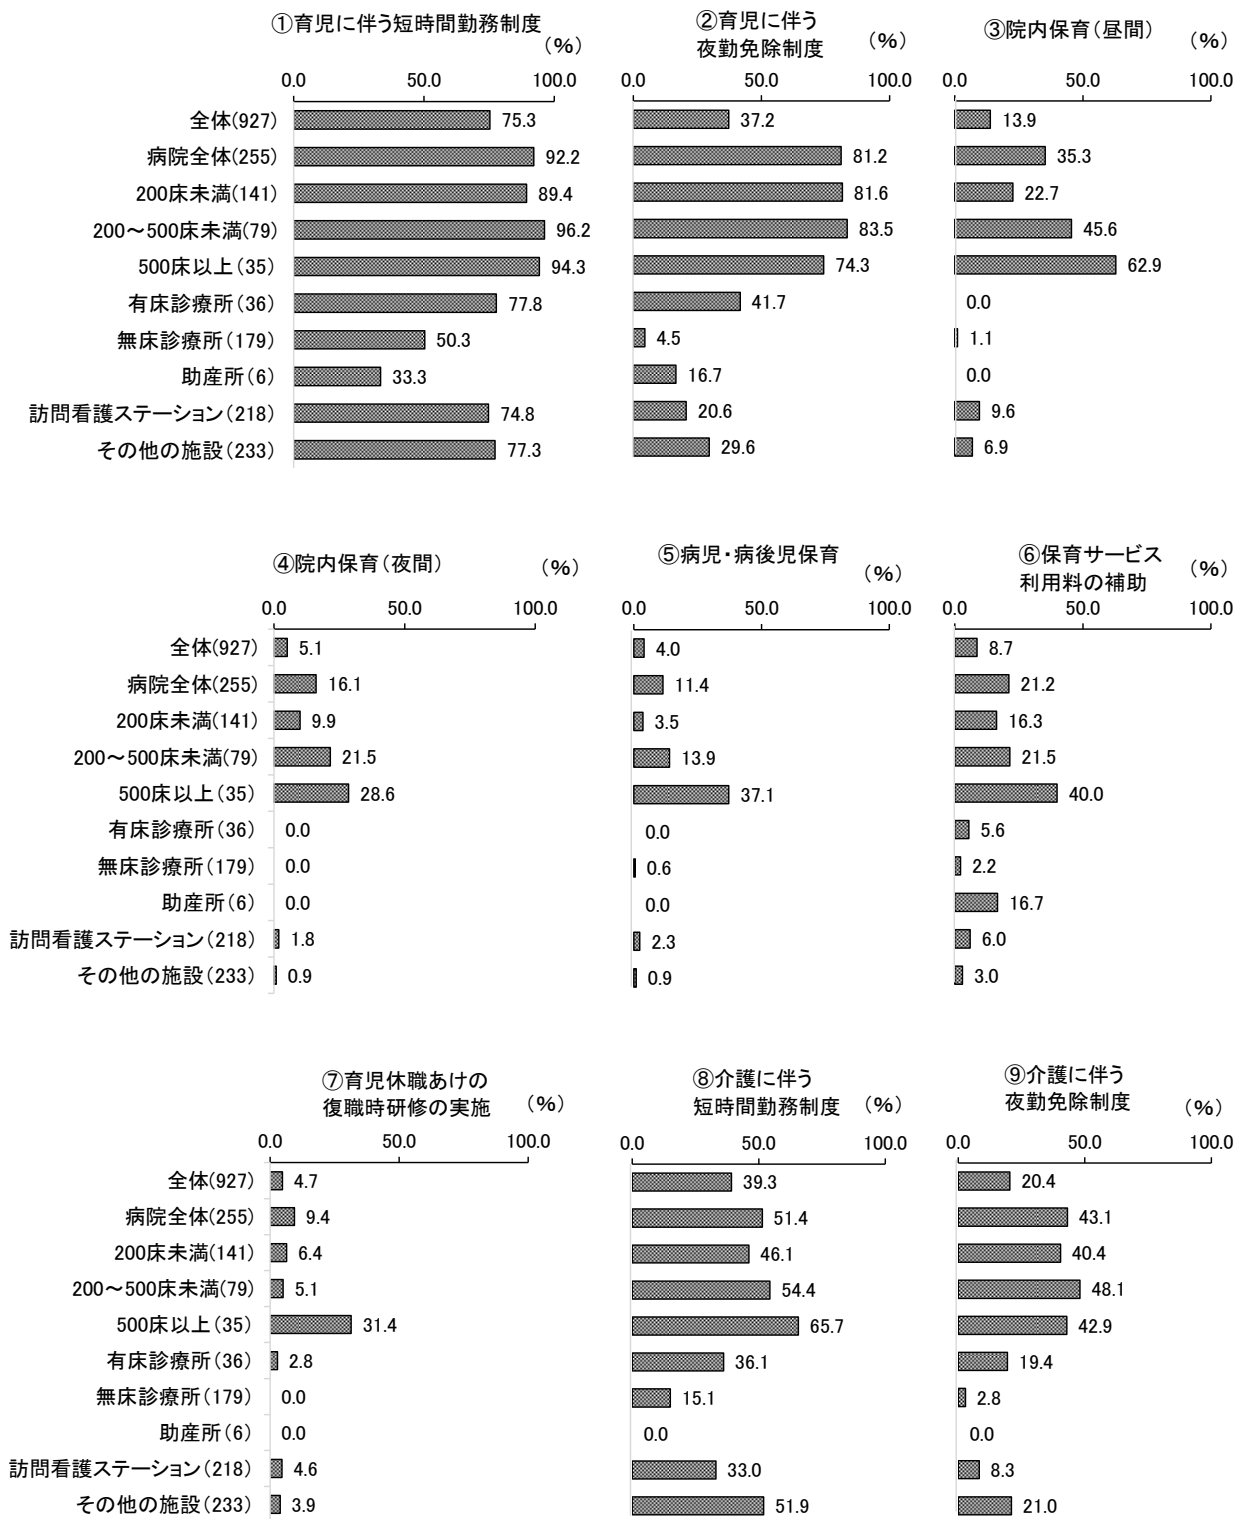 ①育児に伴う短時間勤務制度
（％）
0.0 50.0 100.0
全体(927) 75.3
病院全体(255) 92.2
200床未満(141) 89.4
200～500床未満(79) 96.2
500床以上(35) 94.3
有床診療所(36) 77.8
無床診療所(179) 50.3
助産所(6) 33.3
訪問看護ステーション(218) 74.8
その他の施設(233) 77.3
②育児に伴う
夜勤免除制度 （％）
0.0 50.0 100.0
37.2
81.2
81.6
83.5
74.3
41.7
4.5
16.7
20.6
29.6
③院内保育（昼間） （％）
0.0 50.0 100.0
13.9
35.3
22.7
45.6
62.9
0.0
1.1
0.0
9.6
6.9
④院内保育（夜間） （％）
0.0 50.0 100.0
全体(927) 5.1
病院全体(255) 16.1
200床未満(141) 9.9
200～500床未満(79) 21.5
500床以上(35) 28.6
有床診療所(36) 0.0
無床診療所(179) 0.0
助産所(6) 0.0
訪問看護ステーション(218) 1.8
その他の施設(233) 0.9
⑤病児・病後児保育
（％）
0.0 50.0 100.0
4.0
11.4
3.5
13.9
37.1
0.0
0.6
0.0
2.3
0.9
⑥保育サービス
利用料の補助 （％）
0.0 50.0 100.0
8.7
21.2
16.3
21.5
40.0
5.6
2.2
16.7
6.0
3.0
⑦育児休職あけの
復職時研修の実施 （％）
0.0 50.0 100.0
全体(927) 4.7
病院全体(255) 9.4
200床未満(141) 6.4
200～500床未満(79) 5.1
500床以上(35) 31.4
有床診療所(36) 2.8
無床診療所(179) 0.0
助産所(6) 0.0
訪問看護ステーション(218) 4.6
その他の施設(233) 3.9
⑧介護に伴う
短時間勤務制度 （％）
0.0 50.0 100.0
39.3
51.4
46.1
54.4
65.7
36.1
15.1
0.0
33.0
51.9
⑨介護に伴う
夜勤免除制度 （％）
0.0 50.0 100.0
20.4
43.1
40.4
48.1
42.9
19.4
2.8
0.0
8.3
21.0